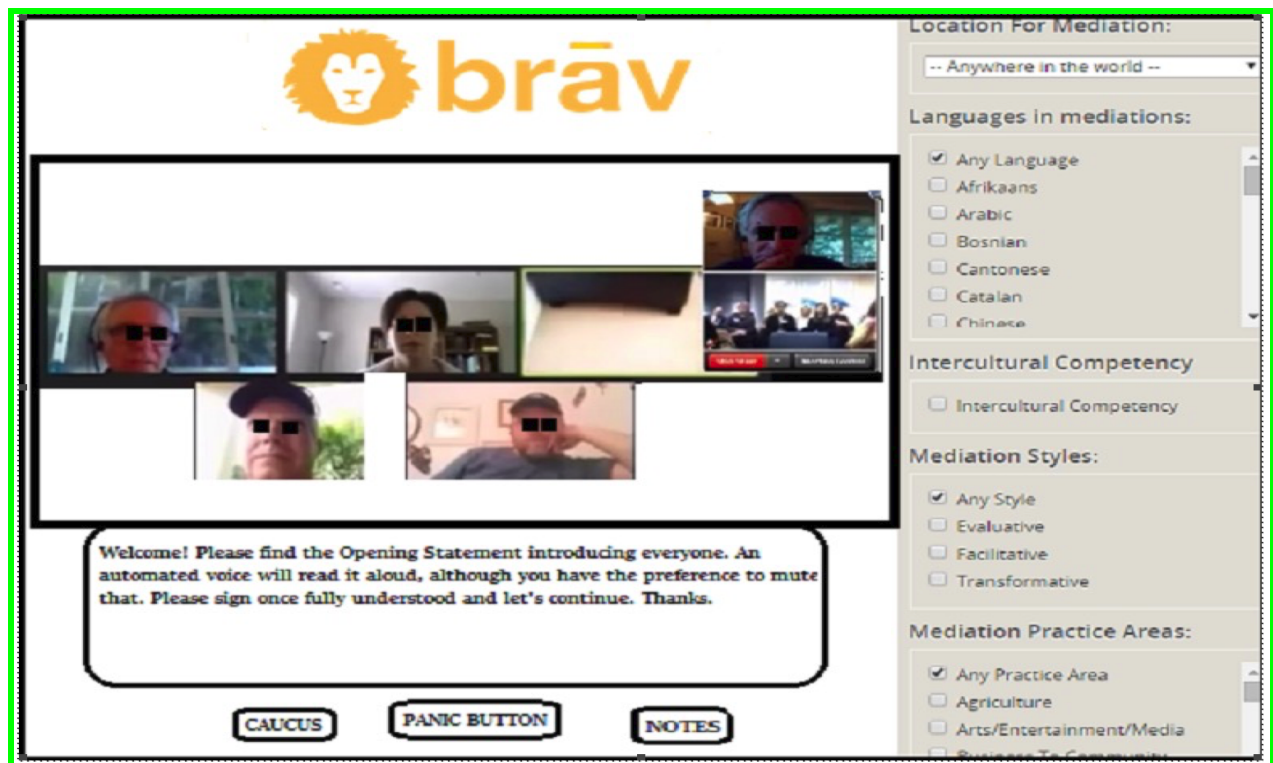 brāv
Welcome! Please find the Opening Statement introducing everyone. An
automated voice will read it aloud, although you have the preference to mute
that. Please sign once fully understood and let's continue. Thanks.
CAUCUS
PANIC BUTTON
NOTES
Location For Mediation:
-- Anywhere in the world --
Languages in mediations:
Any Language
Afrikaans
Arabic
Bosnian
Cantonese
Catalan
Chinese
Intercultural Competency
Intercultural Competency
Mediation Styles:
Any Style
Evaluative
Facilitative
Transformative
Mediation Practice Areas:
Any Practice Area
Agriculture
Arts/Entertainment/Media
Business To Community